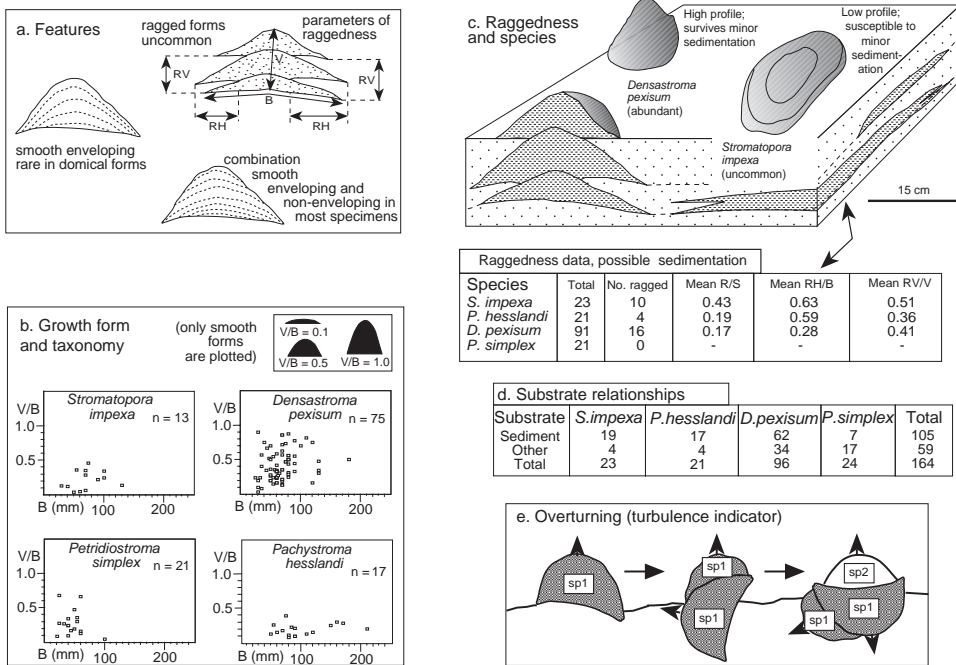 a. Features
ragged forms
uncommon
parameters of
raggedness
RV
V
RV
B
RH
RH
smooth enveloping
rare in domical forms
combination
smooth
enveloping and
non-enveloping in
most specimens
b. Growth form
and taxonomy
(only smooth
forms
are plotted)
V/B = 0.1
V/B = 0.5
V/B = 1.0
V/B
Stromatopora
impexa
n = 13
1.0
0.5
B (mm)
100
200
Densastroma
pexisum
n = 75
1.0
0.5
B (mm)
100
200
V/B
Petridiostroma
simplex
n = 21
1.0
0.5
B (mm)
100
200
V/B
Pachystroma
hesslandi
n = 17
1.0
0.5
B (mm)
100
200
c. Raggedness
and species
High profile;
survives minor
sedimentation
Low profile;
susceptible to
minor
sediment-
ation
Densastroma
pexisum
(abundant)
Stromatopora
impexa
(uncommon)
15 cm
Raggedness data, possible sedimentation
Species Total No. ragged Mean R/S Mean RH/B Mean RV/V
S. impexa 23 10 0.43 0.63 0.51
P. hesslandi 21 4 0.19 0.59 0.36
D. pexisum 91 16 0.17 0.28 0.41
P. simplex 21 0 - - -
d. Substrate relationships
Substrate S.impexa P.hesslandi D.pexisum P.simplex Total
Sediment 19 17 62 7 105
Other 4 4 34 17 59
Total 23 21 96 24 164
e. Overturning (turbulence indicator)
sp1
sp1
sp1
sp2
sp1
sp1